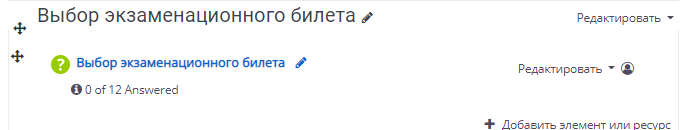 Выбор экзаменационного билета
Редактировать
Выбор экзаменационного билета
Редактировать
0 of 12 Answered
Добавить элемент или ресурс